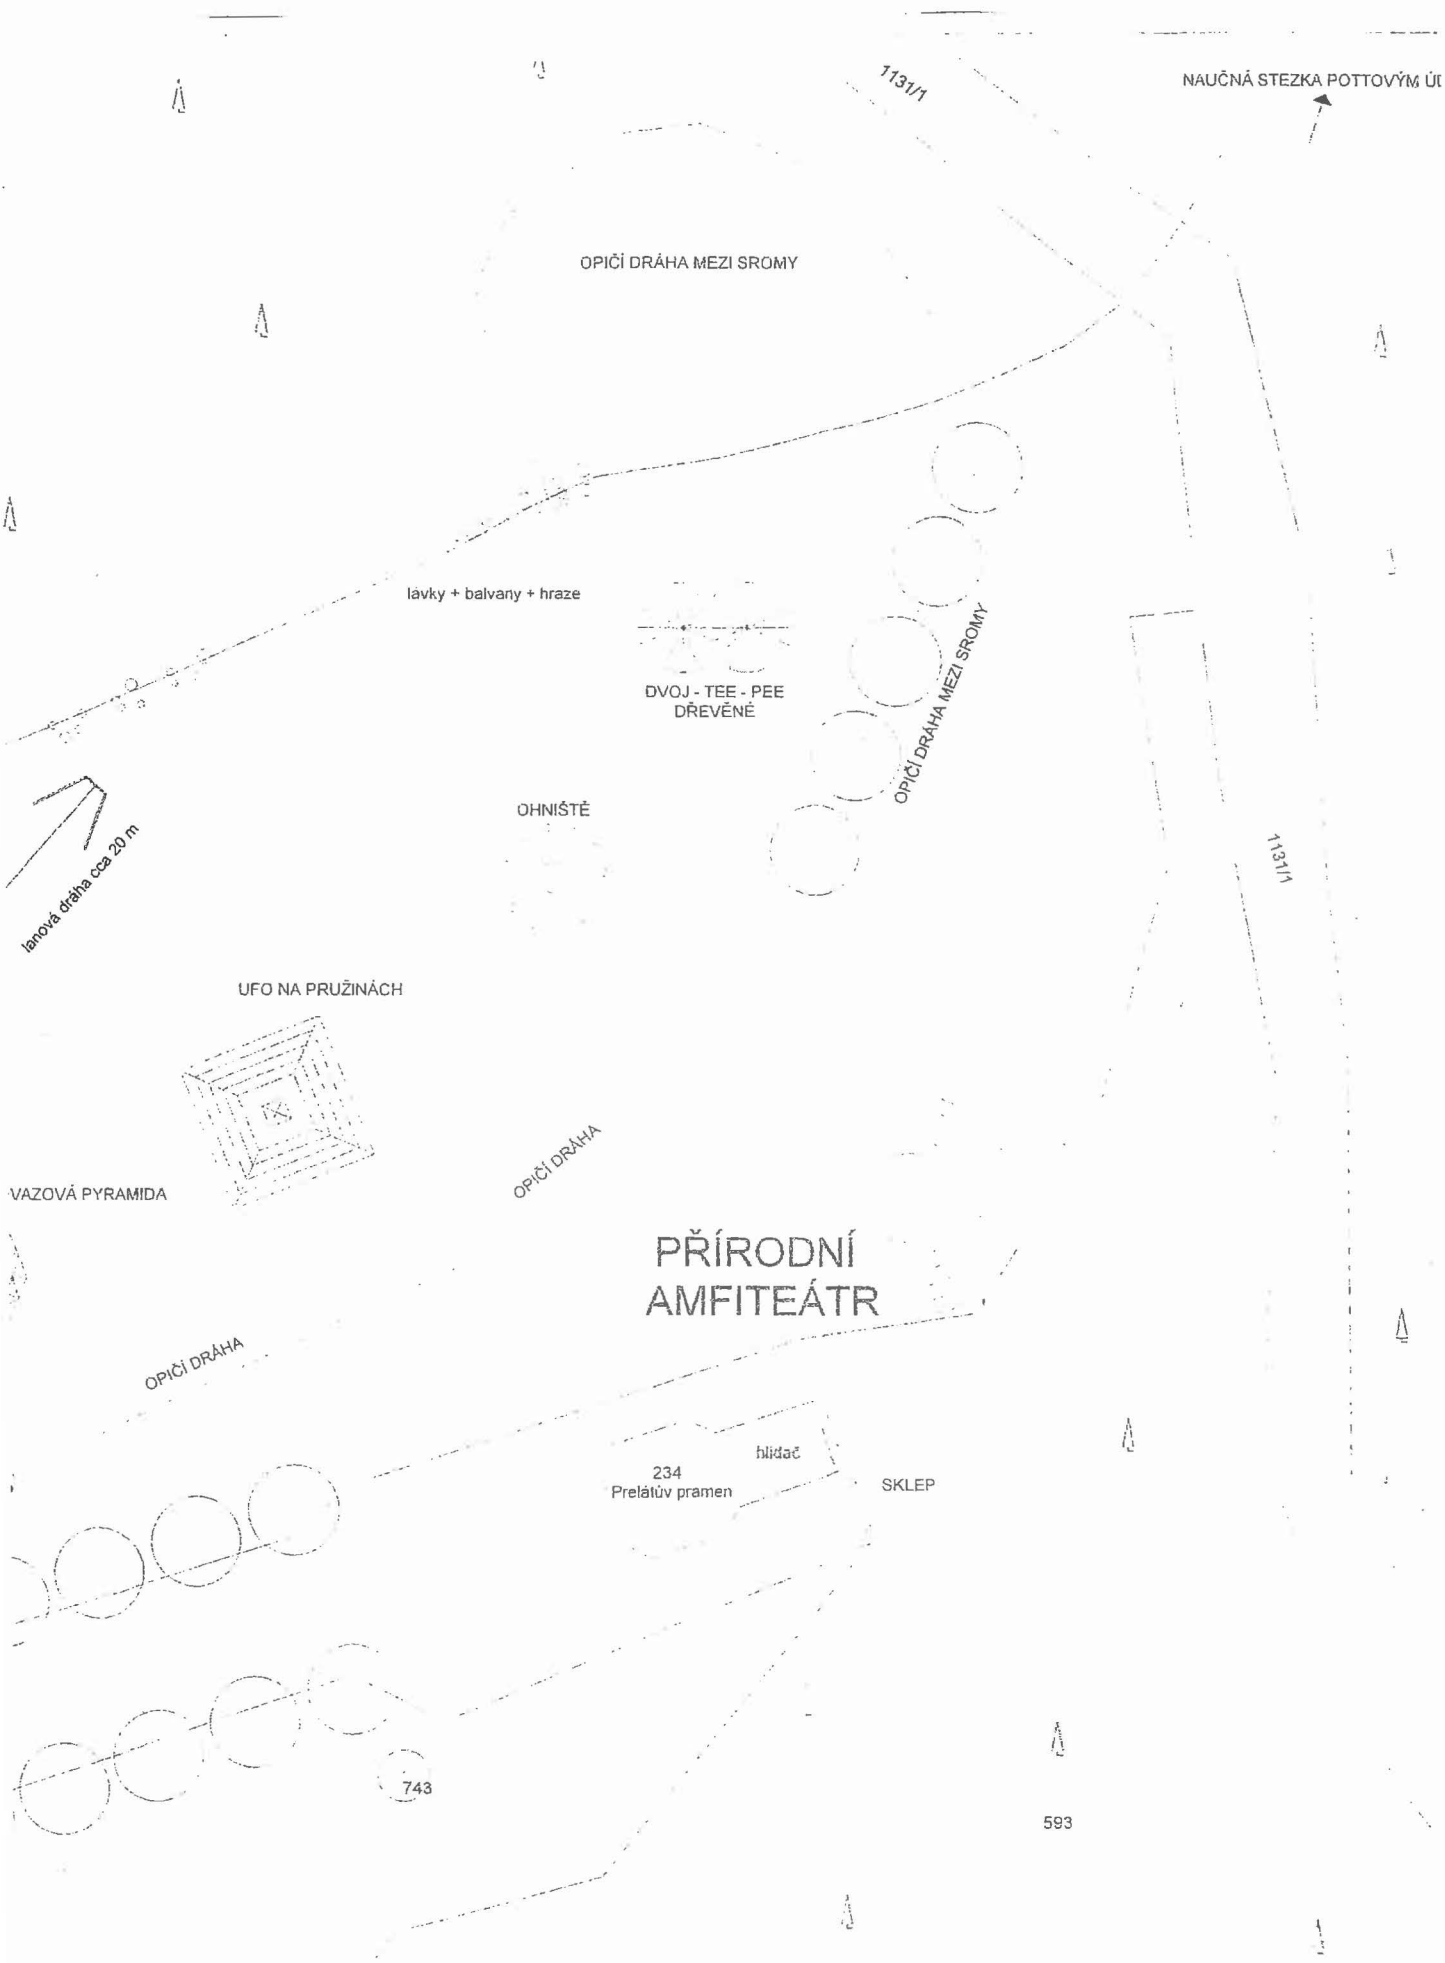 1131/1
NAUČNÁ STEZKA POTTOVÝM
OPIČÍ DRÁHA MEZI SROMY
lávky + balvany + hraze
DVOJ - TEE - PEE
DŘEVĚNÉ
OPIČÍ DRÁHA MEZI SROMY
OHNIŠTĚ
lanová dráha cca 20 m
1131/1
UFO NA PRUŽINÁCH
OPIČÍ DRÁHA
VAZOVÁ PYRAMIDA
PŘÍRODNÍ
AMFITEÁTR
OPIČÍ DRÁHA
hlídač
234
Prelátův pramen
SKLEP
743
593